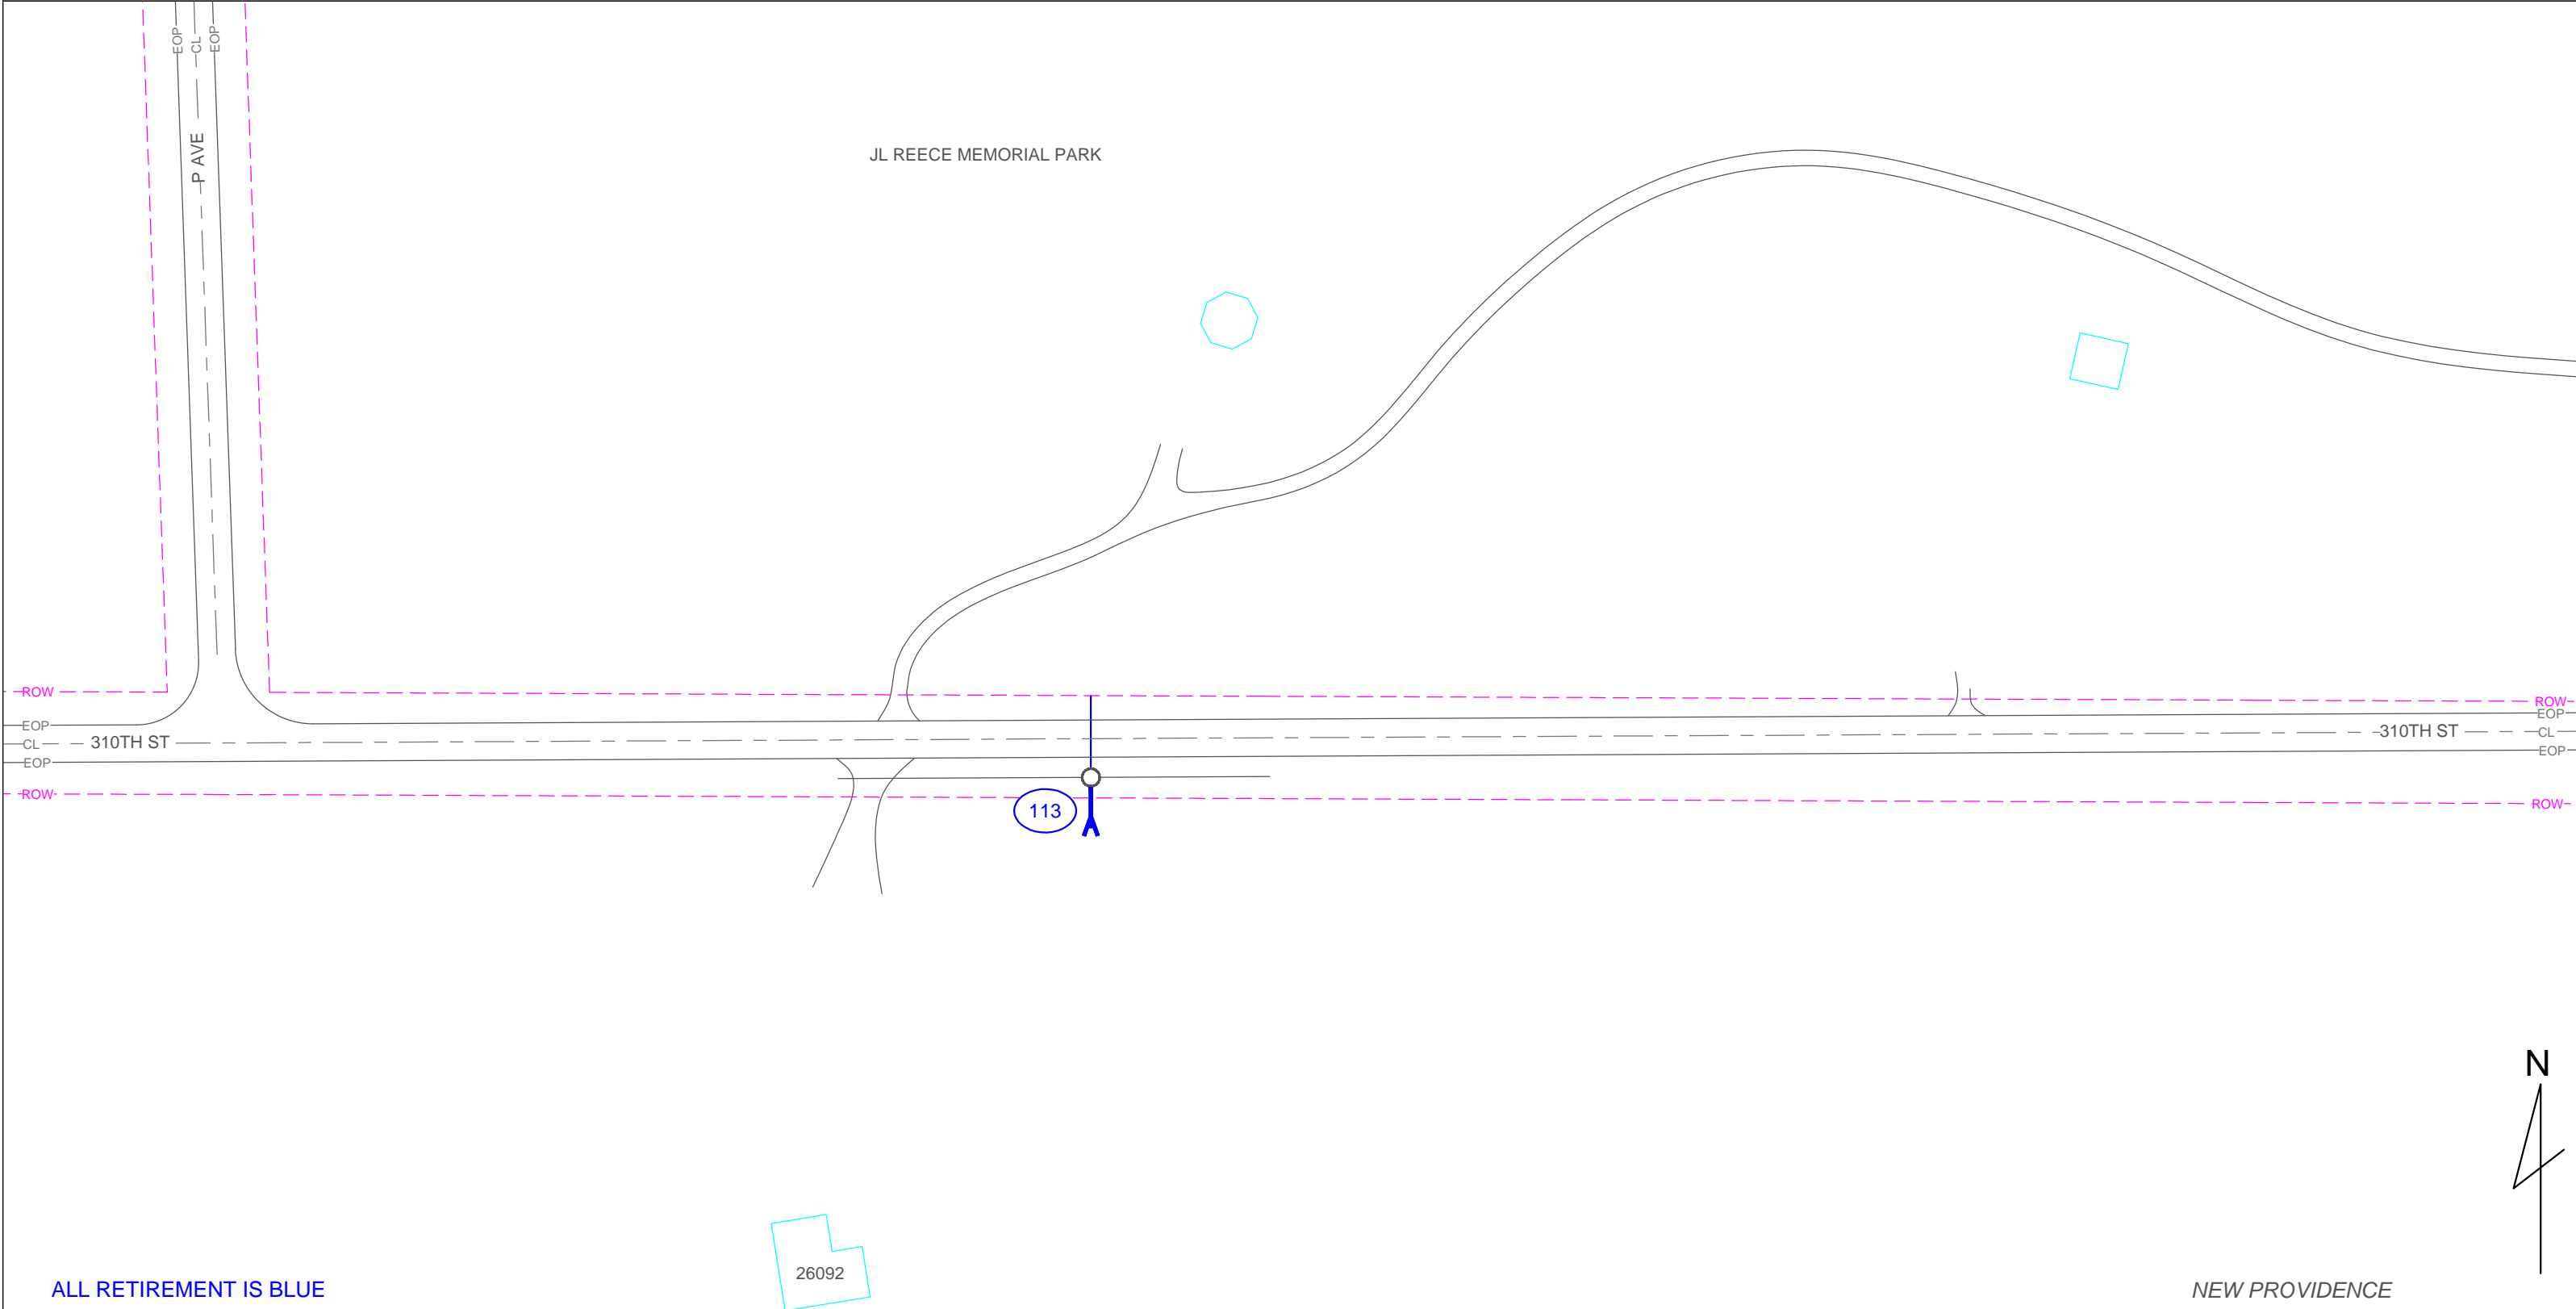 EOP
CL
EOP
P AVE
JL REECE MEMORIAL PARK
ROW
ROW
EOP
EOP
CL
310TH ST
310TH ST
CL
EOP
EOP
ROW
ROW
113
N
26092
ALL RETIREMENT IS BLUE
NEW PROVIDENCE